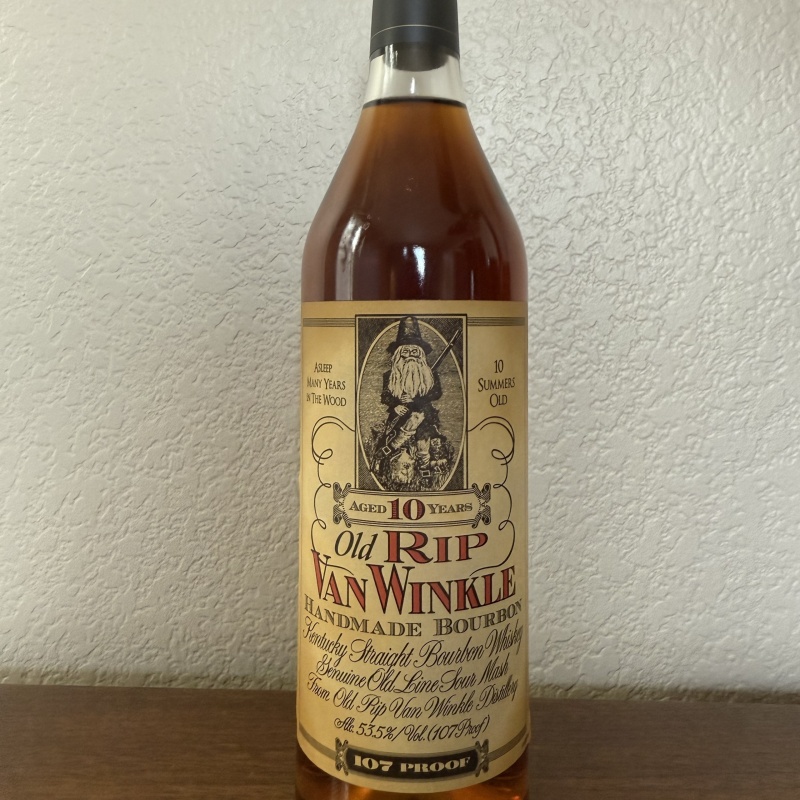 ASLEEP
MANY YEARS
IN THE WOOD
10
SUMMERS
OLD
AGED 10 YEARS
Old RIP
VAN WINKLE
HANDMADE BOURBON
Kentucky Straight Bourbon Whiskey
Genuine Old Line Sour Mash
From Old Rip Van Winkle Distillery
Alc. 53.5%/Vol. (107 Proof)
107 PROOF